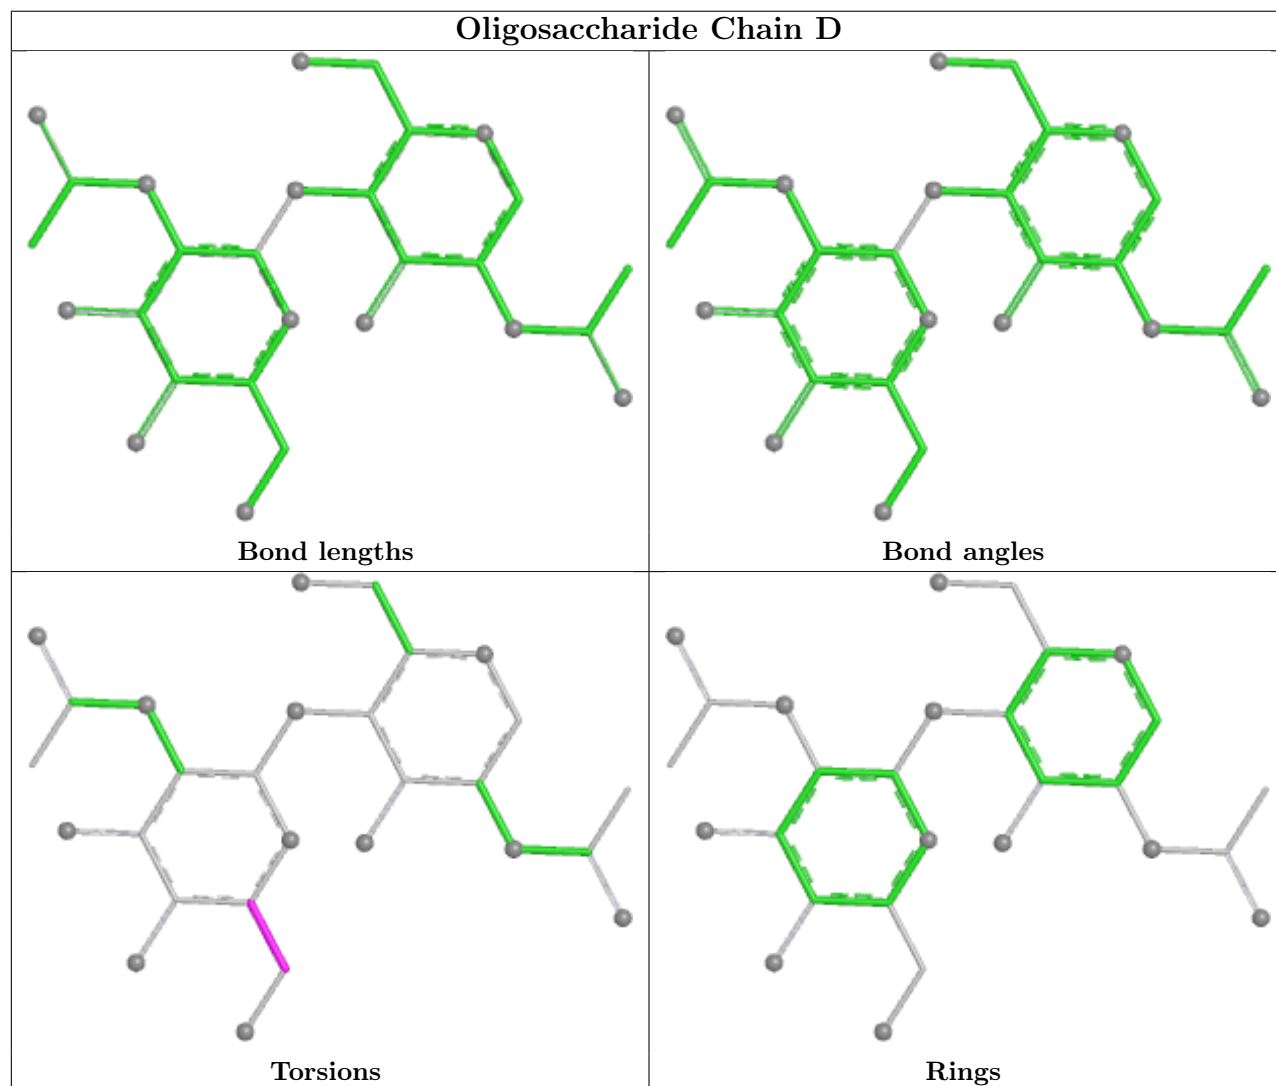 Oligosaccharide Chain D
Bond lengths
Bond angles
Torsions
Rings